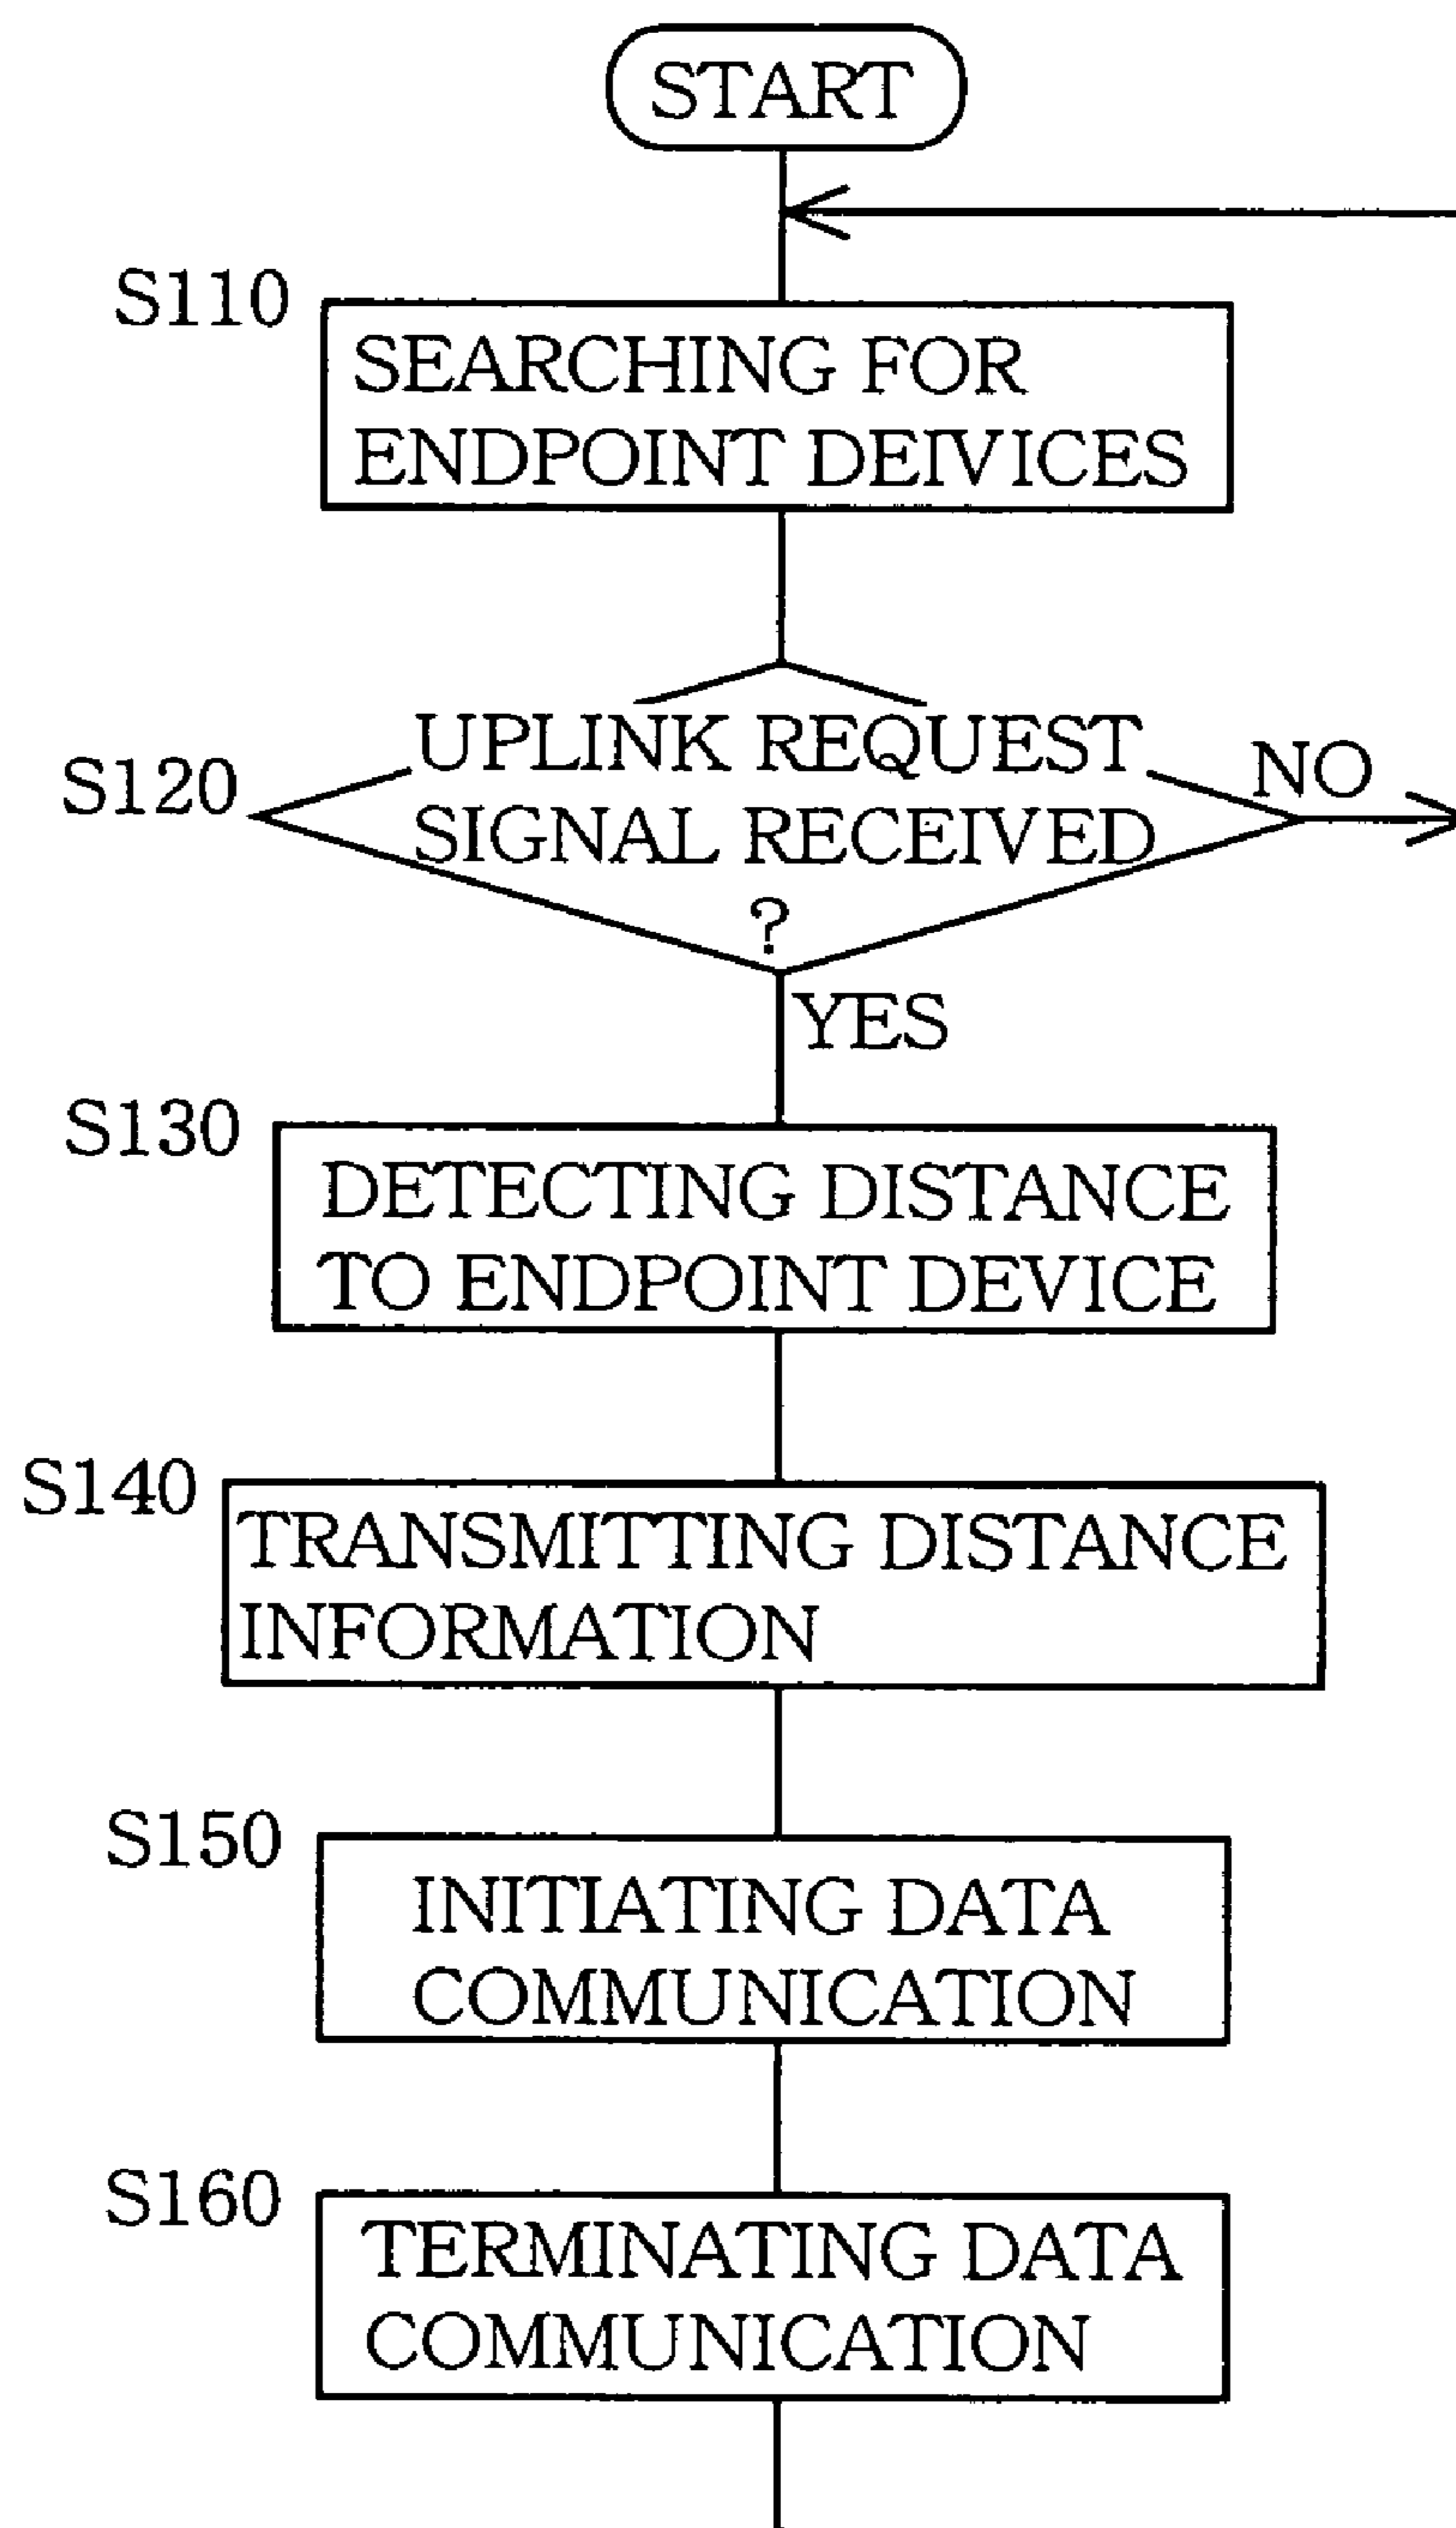 START
S110
SEARCHING FOR
ENDPOINT DEIVICES
S120
UPLINK REQUEST
SIGNAL RECEIVED
?
NO
YES
S130
DETECTING DISTANCE
TO ENDPOINT DEVICE
S140
TRANSMITTING DISTANCE
INFORMATION
S150
INITIATING DATA
COMMUNICATION
S160
TERMINATING DATA
COMMUNICATION